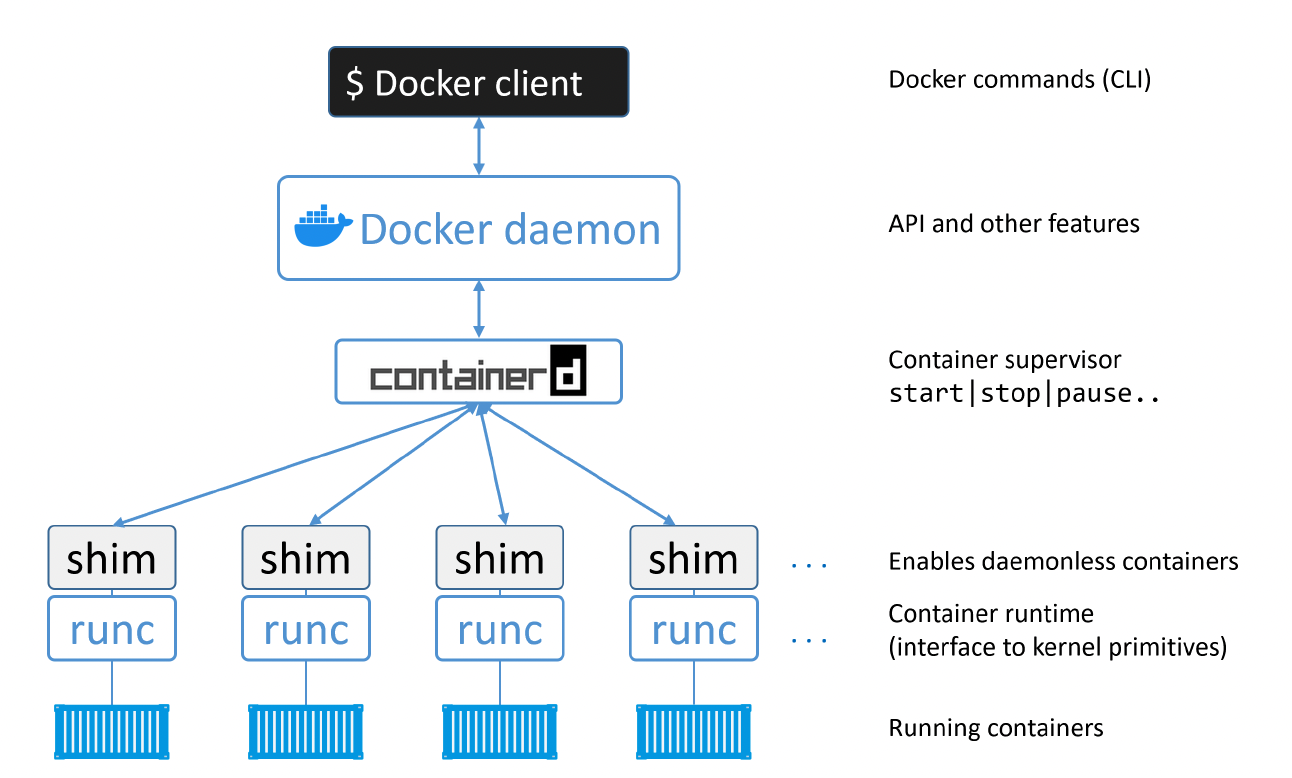 $ Docker client
Docker commands (CLI)
Docker daemon
API and other features
containerd
Container supervisor
start|stop|pause..
shim shim shim shim ...
Enables daemonless containers
runc runc runc runc ...
Container runtime
(interface to kernel primitives)
Running containers